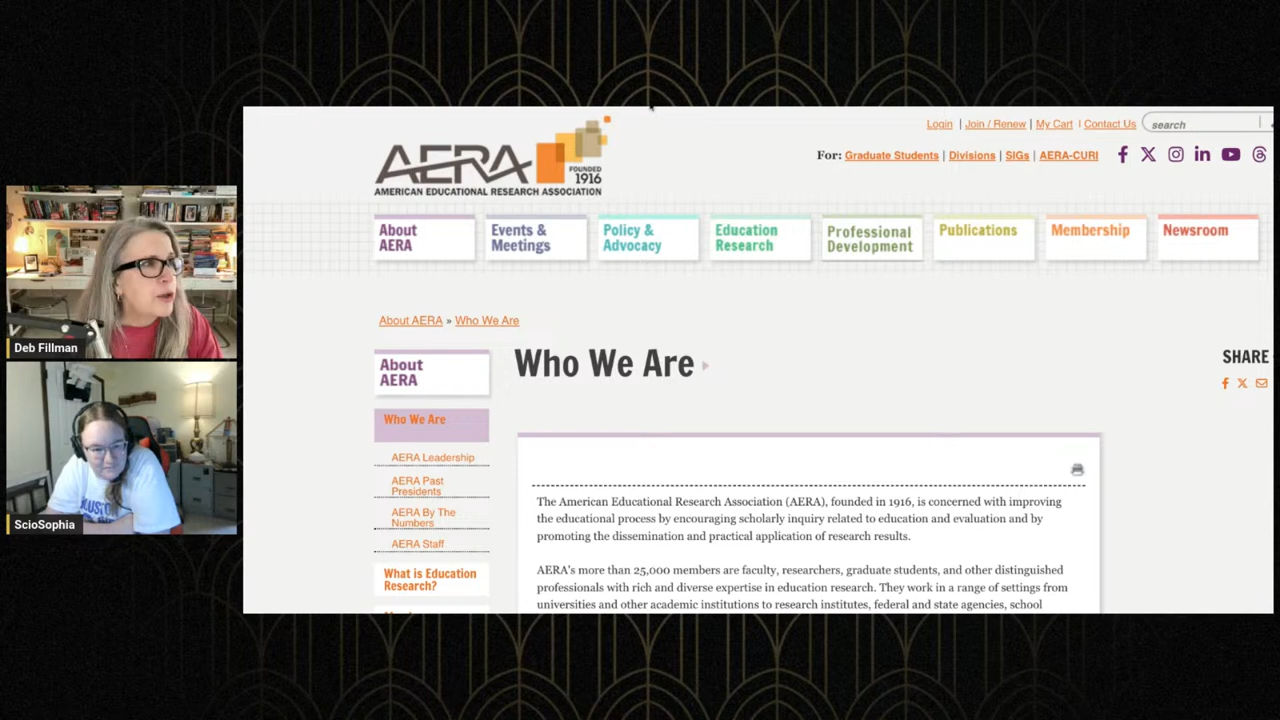 Login | Join / Renew | My Cart | Contact Us
search
AERA
FOUNDED
1916
AMERICAN EDUCATIONAL RESEARCH ASSOCIATION
For: Graduate Students | Divisions | SIGs | AERA-CURI
About
AERA
Events &
Meetings
Policy &
Advocacy
Education
Research
Professional
Development
Publications
Membership
Newsroom
About AERA » Who We Are
About
AERA
Who We Are
AERA Leadership
AERA Past
Presidents
AERA By The
Numbers
AERA Staff
What is Education
Research?
Who We Are
SHARE
The American Educational Research Association (AERA), founded in 1916, is concerned with improving
the educational process by encouraging scholarly inquiry related to education and evaluation and by
promoting the dissemination and practical application of research results.
AERA's more than 25,000 members are faculty, researchers, graduate students, and other distinguished
professionals with rich and diverse expertise in education research. They work in a range of settings from
universities and other academic institutions to research institutes, federal and state agencies, school
Deb Fillman
ScioSophia